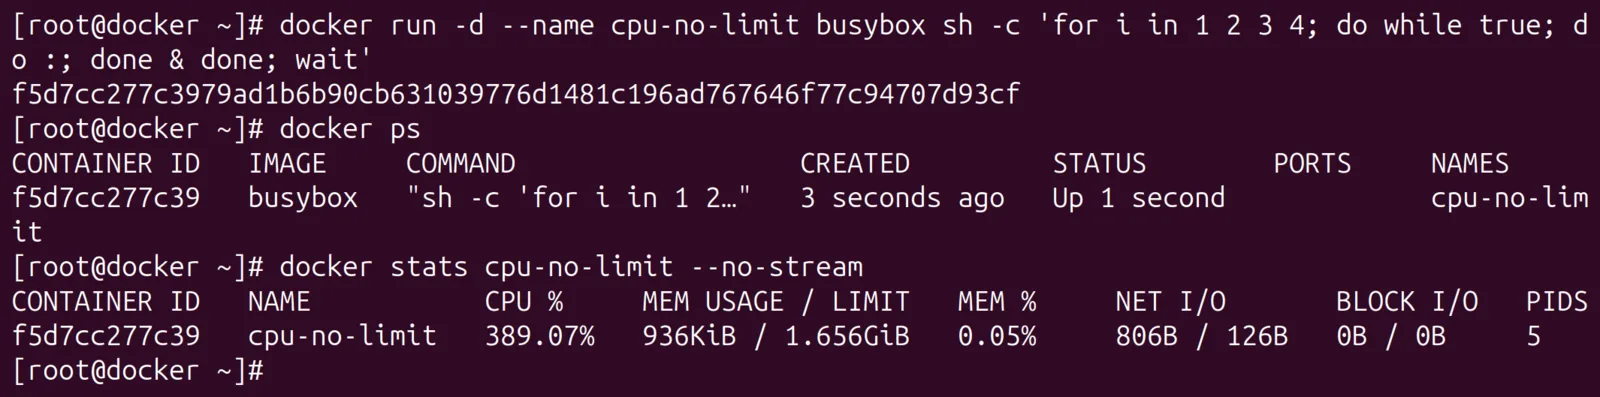 [root@docker ~]# docker run -d --name cpu-no-limit busybox sh -c 'for i in 1 2 3 4; do while true; d
o :; done & done; wait'
f5d7cc277c3979ad1b6b90cb631039776d1481c196ad767646f77c94707d93cf
[root@docker ~]# docker ps
CONTAINER ID   IMAGE     COMMAND                  CREATED         STATUS        PORTS     NAMES
f5d7cc277c39   busybox   "sh -c 'for i in 1 2…"   3 seconds ago   Up 1 second             cpu-no-lim
it
[root@docker ~]# docker stats cpu-no-limit --no-stream
CONTAINER ID   NAME           CPU %     MEM USAGE / LIMIT   MEM %     NET I/O       BLOCK I/O   PIDS
f5d7cc277c39   cpu-no-limit   389.07%   936KiB / 1.656GiB   0.05%     806B / 126B   0B / 0B     5
[root@docker ~]#